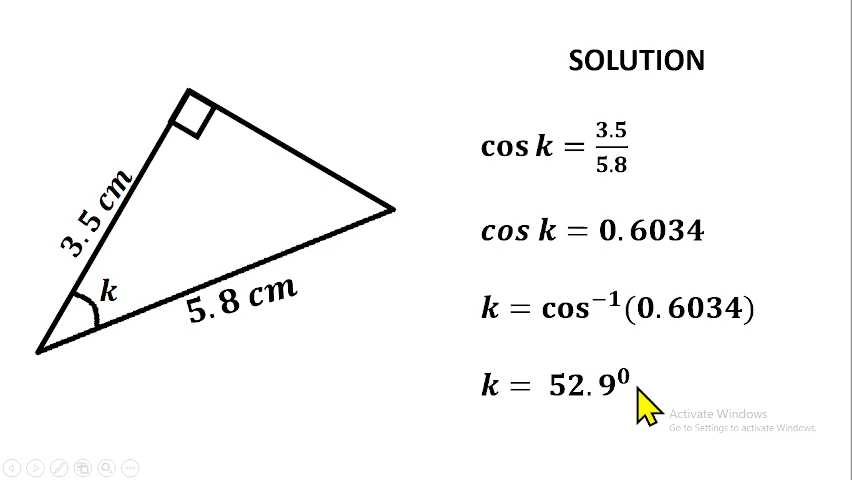 SOLUTION
cos k = 3.5/5.8
cos k = 0.6034
k = cos⁻¹(0.6034)
k = 52.9⁰
3.5 cm
k
5.8 cm
Activate Windows
Go to Settings to activate Windows.